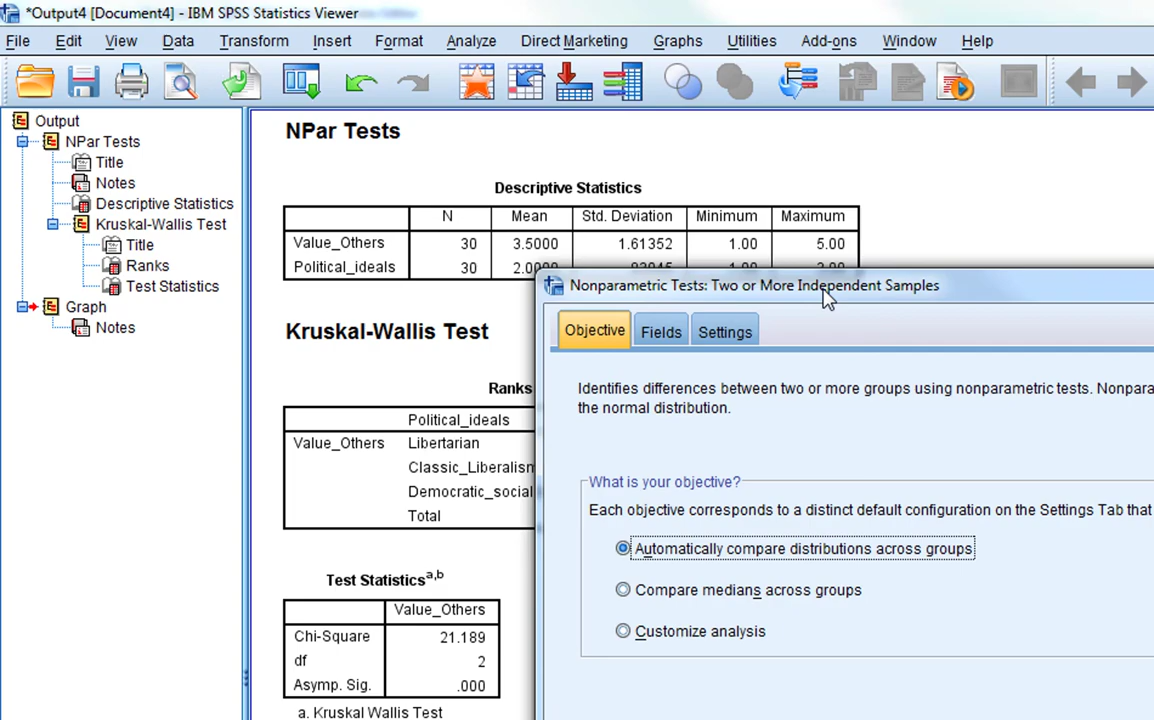 *Output4 [Document4] - IBM SPSS Statistics Viewer
File Edit View Data Transform Insert Format Analyze Direct Marketing Graphs Utilities Add-ons Window Help
Output
NPar Tests
Title
Notes
Descriptive Statistics
Kruskal-Wallis Test
Title
Ranks
Test Statistics
Graph
Notes
NPar Tests
Descriptive Statistics
N Mean Std. Deviation Minimum Maximum
Value_Others 30 3.5000 1.61352 1.00 5.00
Political_ideals 30 2.0000
Kruskal-Wallis Test
Ranks
Political_ideals
Value_Others Libertarian
Classic_Liberalism
Democratic_social
Total
Test Statistics a,b
Value_Others
Chi-Square 21.189
df 2
Asymp. Sig. .000
a. Kruskal Wallis Test
Nonparametric Tests: Two or More Independent Samples
Objective Fields Settings
Identifies differences between two or more groups using nonparametric tests. Nonpara
the normal distribution.
What is your objective?
Each objective corresponds to a distinct default configuration on the Settings Tab that
Automatically compare distributions across groups
Compare medians across groups
Customize analysis